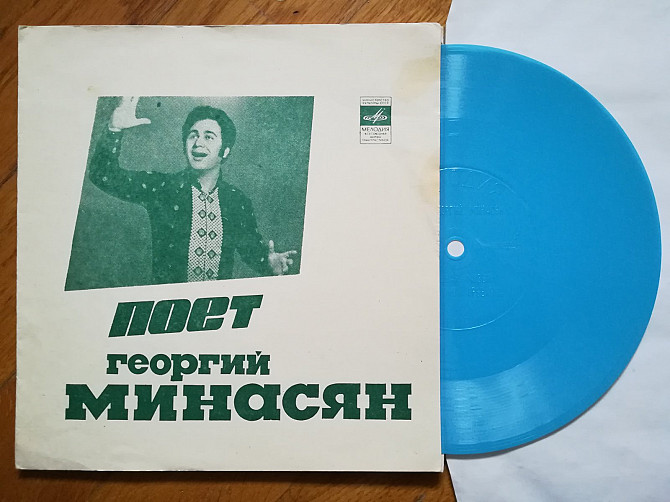 МЕЛОДИЯ
поет
георгий
минасян